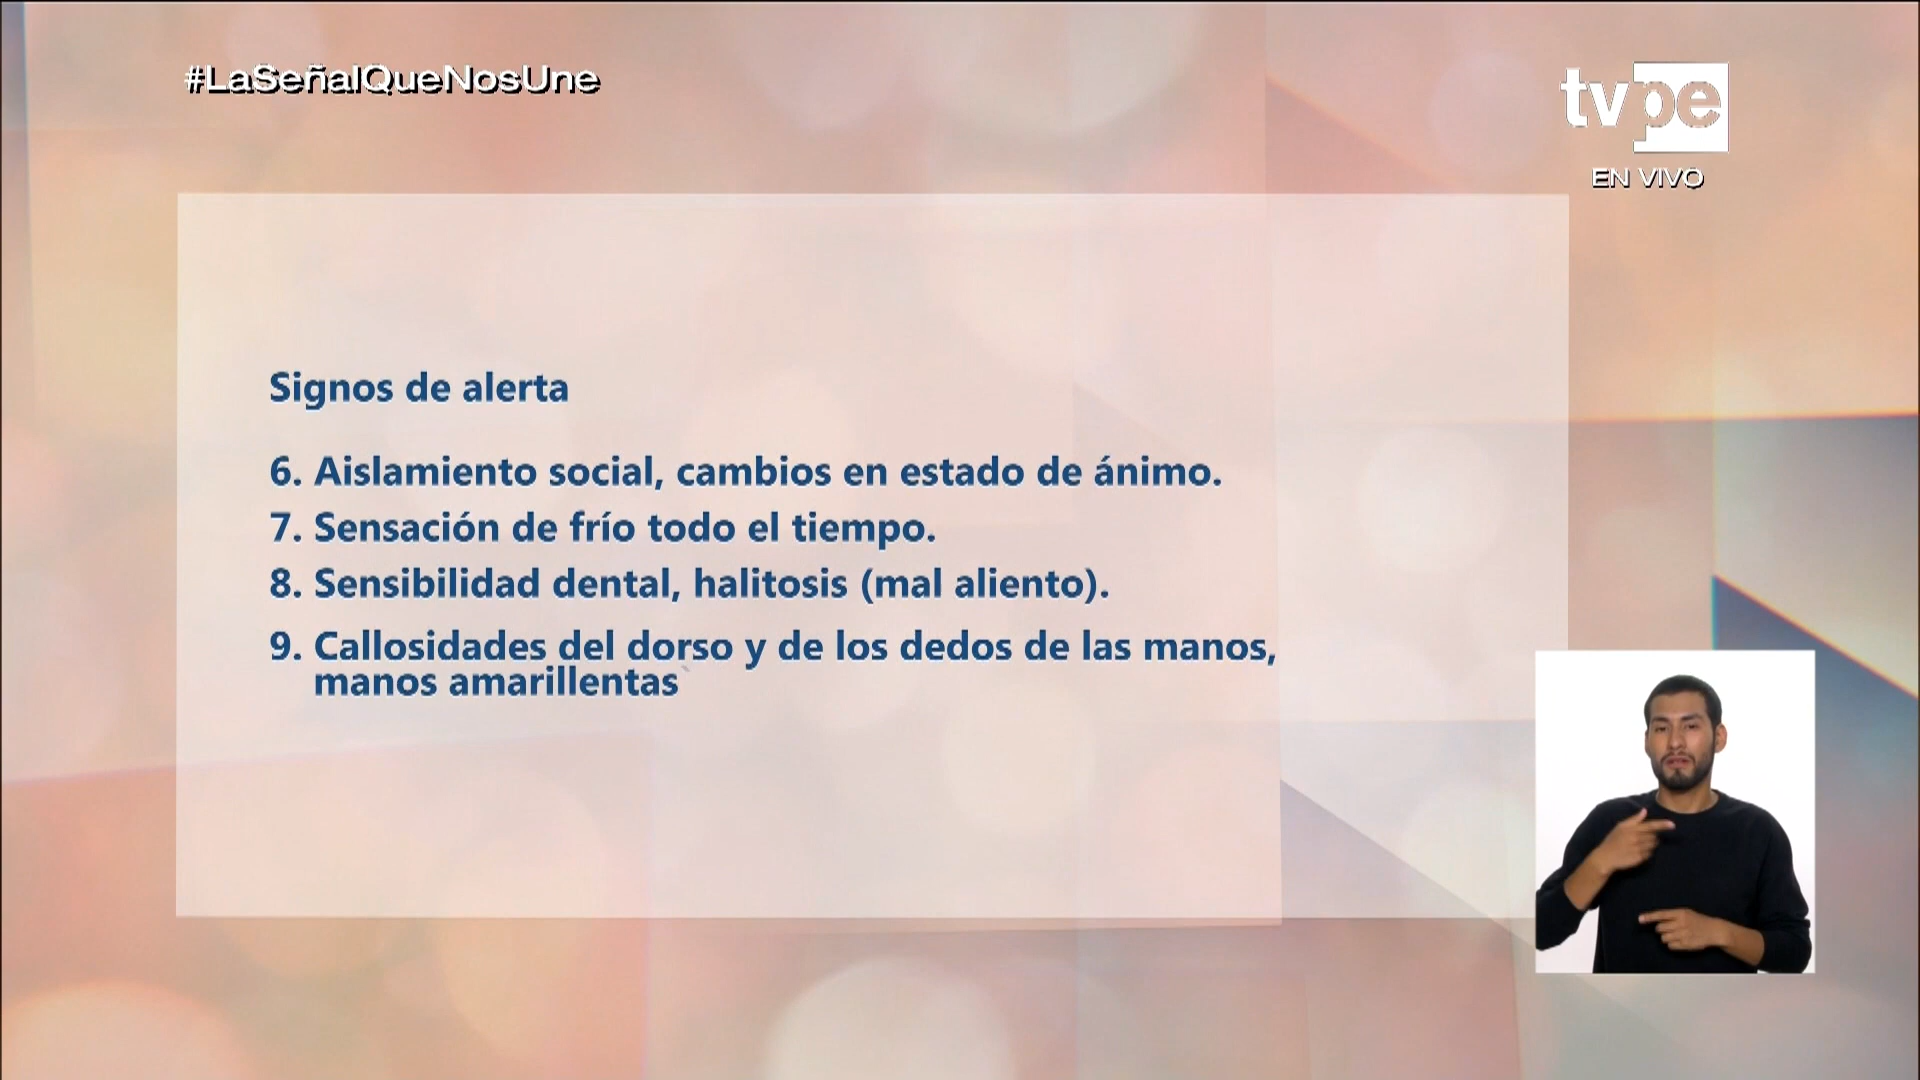 #LaSeñalQueNosUne
tvpe
EN VIVO
Signos de alerta
6. Aislamiento social, cambios en estado de ánimo.
7. Sensación de frío todo el tiempo.
8. Sensibilidad dental, halitosis (mal aliento).
9. Callosidades del dorso y de los dedos de las manos,
manos amarillentas`